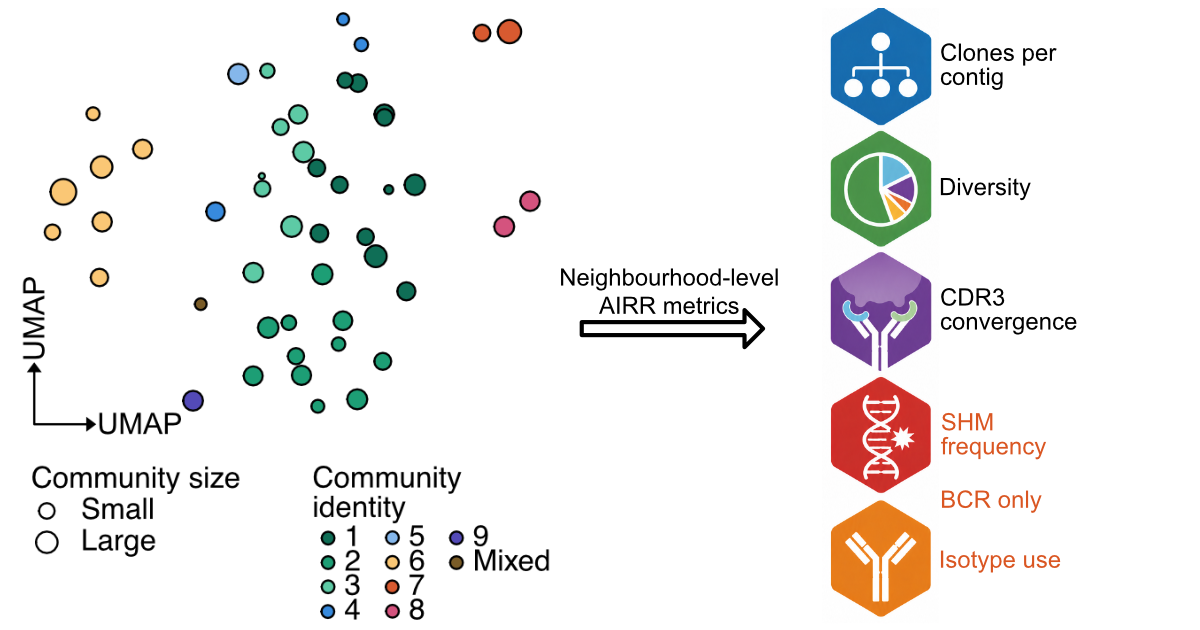 UMAP
UMAP
Community size
Small
Large
Community
identity
1
2
3
4
5
6
7
8
9
Mixed
Neighbourhood-level
AIRR metrics
Clones per
contig
Diversity
CDR3
convergence
SHM
frequency
BCR only
Isotype use